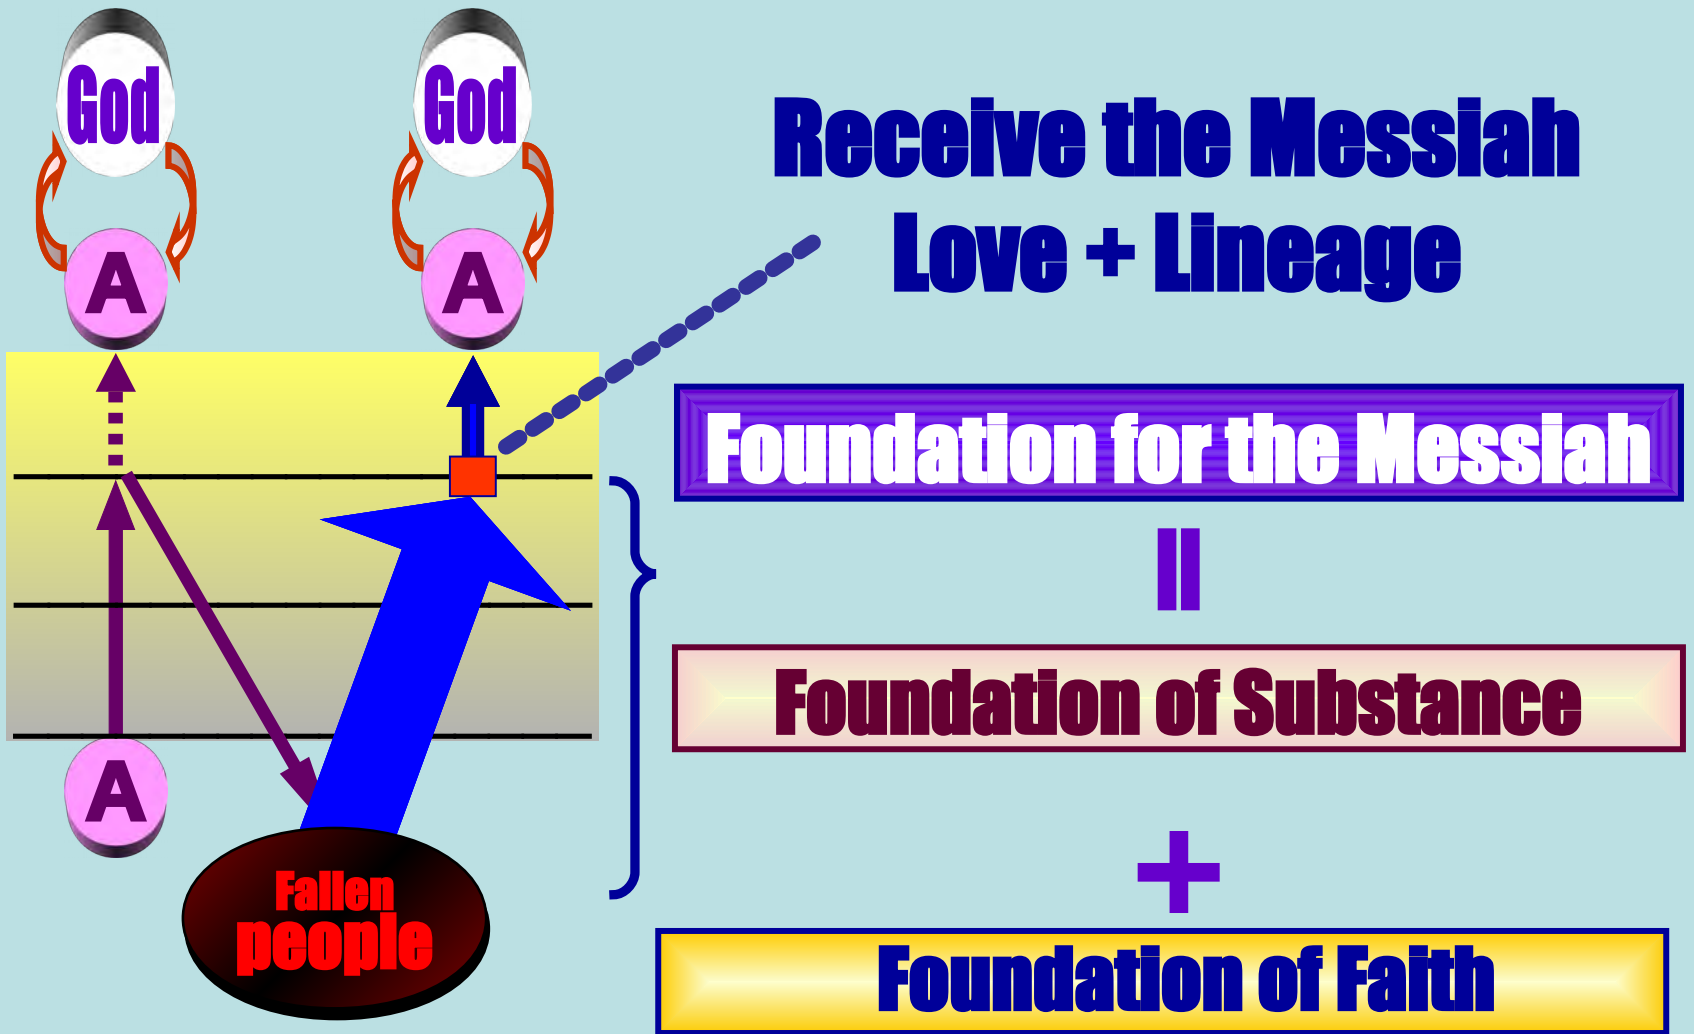 God
God
A
A
A
Fallen
people
Receive the Messiah
Love + Lineage
Foundation for the Messiah
=
Foundation of Substance
+
Foundation of Faith